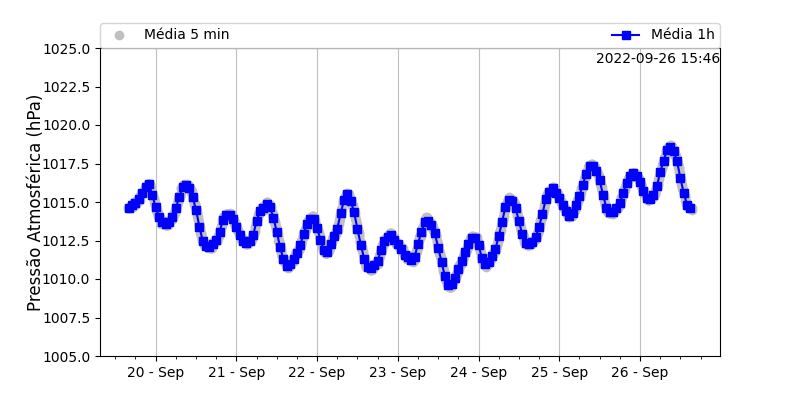 Média 5 min
Média 1h
2022-09-26 15:46
Pressão Atmosférica (hPa)
1025.0
1022.5
1020.0
1017.5
1015.0
1012.5
1010.0
1007.5
1005.0
20 - Sep
21 - Sep
22 - Sep
23 - Sep
24 - Sep
25 - Sep
26 - Sep